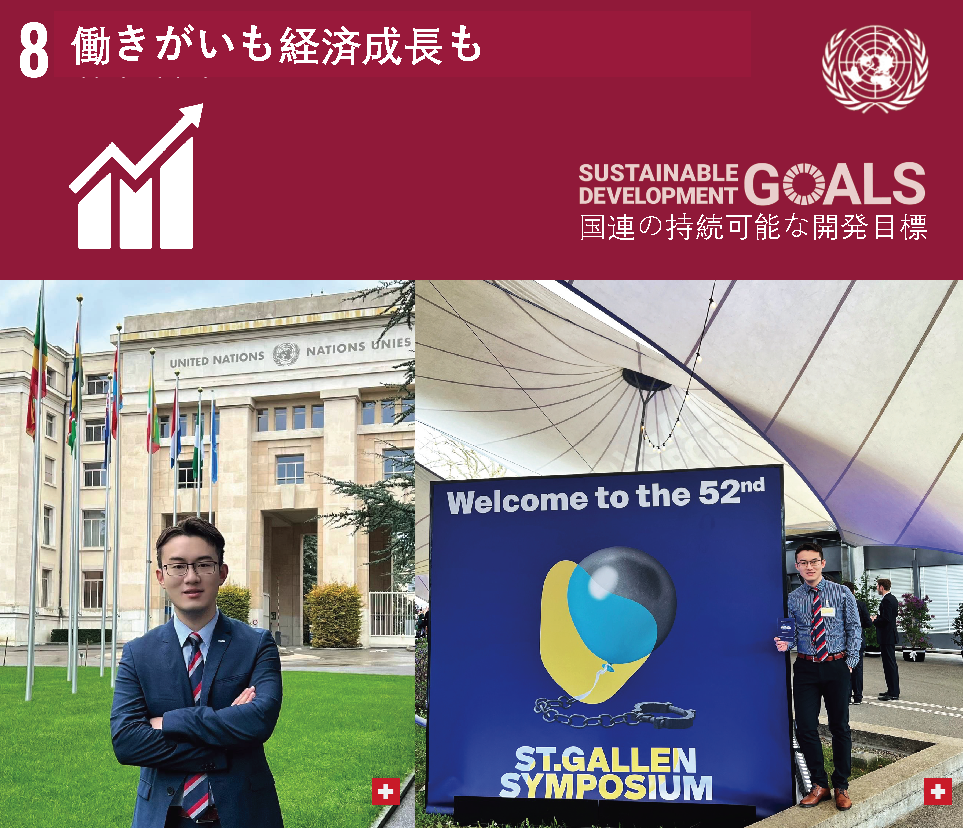 8 働きがいも経済成長も
SUSTAINABLE
DEVELOPMENT
GOALS
国連の持続可能な開発目標
UNITED NATIONS NATIONS UNIES
Welcome to the 52nd
ST.GALLEN
SYMPOSIUM